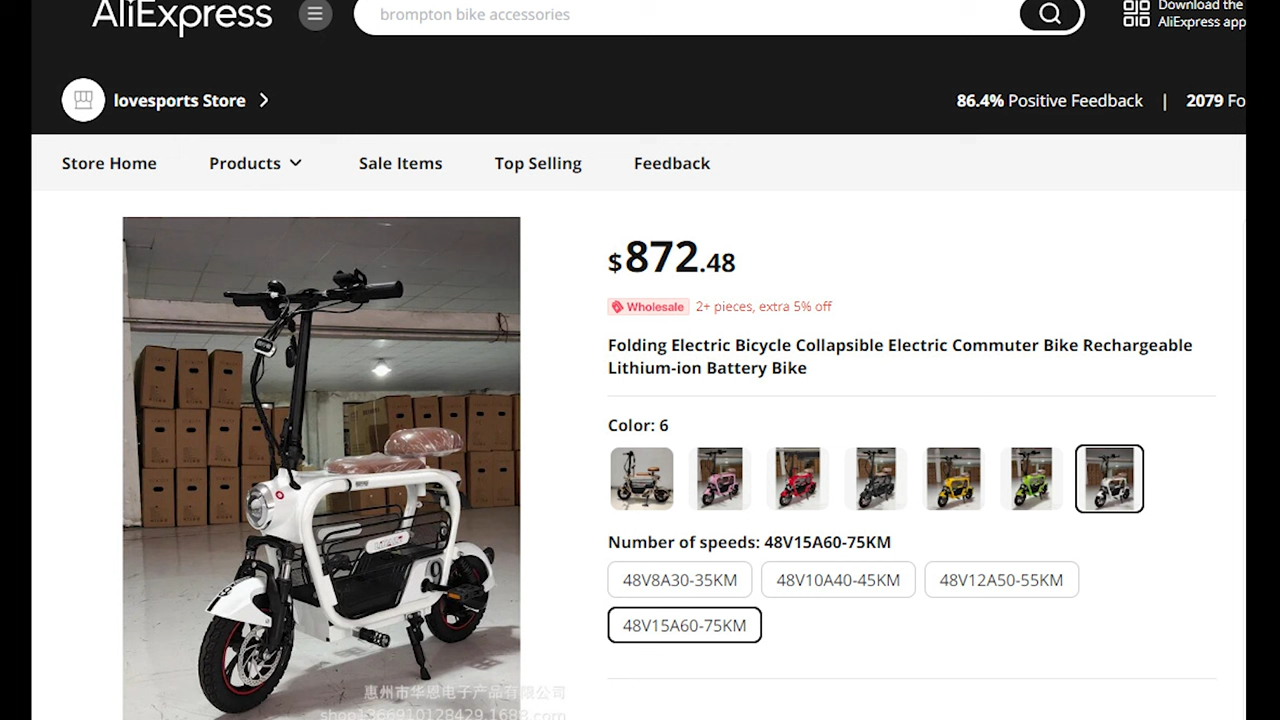 AliExpress
brompton bike accessories
Download the
AliExpress app
lovesports Store
86.4% Positive Feedback | 2079 Fo
Store Home Products Sale Items Top Selling Feedback
$872.48
Wholesale 2+ pieces, extra 5% off
Folding Electric Bicycle Collapsible Electric Commuter Bike Rechargeable
Lithium-ion Battery Bike
Color: 6
Number of speeds: 48V15A60-75KM
48V8A30-35KM 48V10A40-45KM 48V12A50-55KM
48V15A60-75KM
惠州市华恩电子产品有限公司
shop1366910128429.1688.com